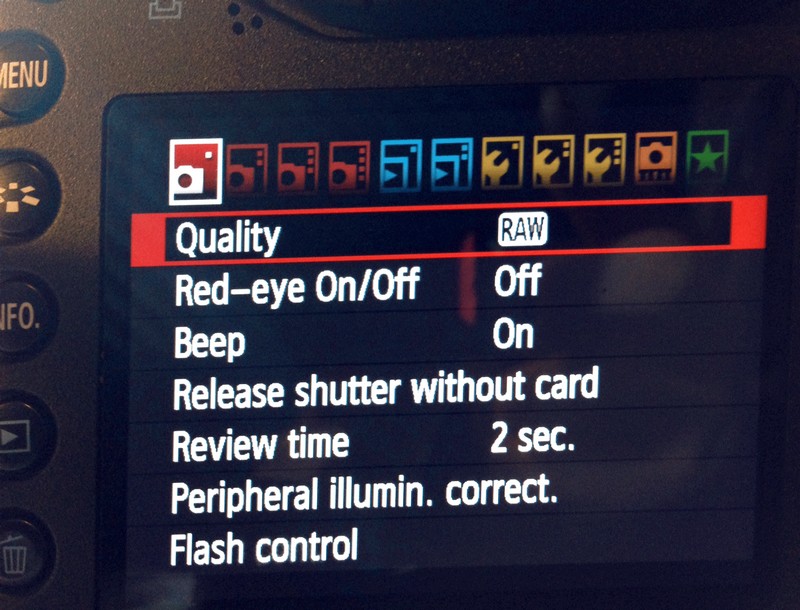 MENU
Quality RAW
Red-eye On/Off Off
INFO.
Beep On
Release shutter without card
Review time 2 sec.
Peripheral illumin. correct.
Flash control